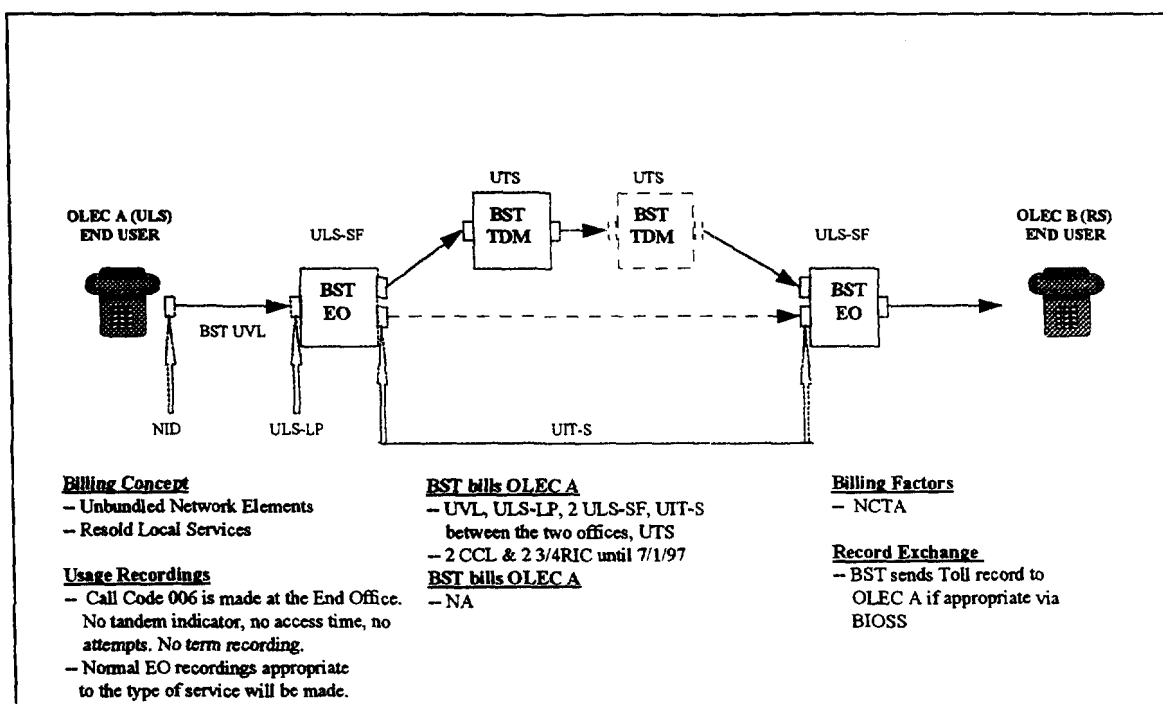 UTS
UTS
OLEC A (ULS)
END USER
ULS-SF
BST
TDM
BST
TDM
ULS-SF
OLEC B (RS)
END USER
BST
EO
BST
EO
BST UVL
NID
ULS-LP
UIT-S
Billing Concept
– Unbundled Network Elements
– Resold Local Services
Usage Recordings
– Call Code 006 is made at the End Office.
No tandem indicator, no access time, no
attempts. No term recording.
– Normal EO recordings appropriate
to the type of service will be made.
BST bills OLEC A
– UVL, ULS-LP, 2 ULS-SF, UIT-S
between the two offices, UTS
– 2 CCL & 2 3/4RIC until 7/1/97
BST bills OLEC A
– NA
Billing Factors
– NCTA
Record Exchange
– BST sends Toll record to
OLEC A if appropriate via
BIOSS